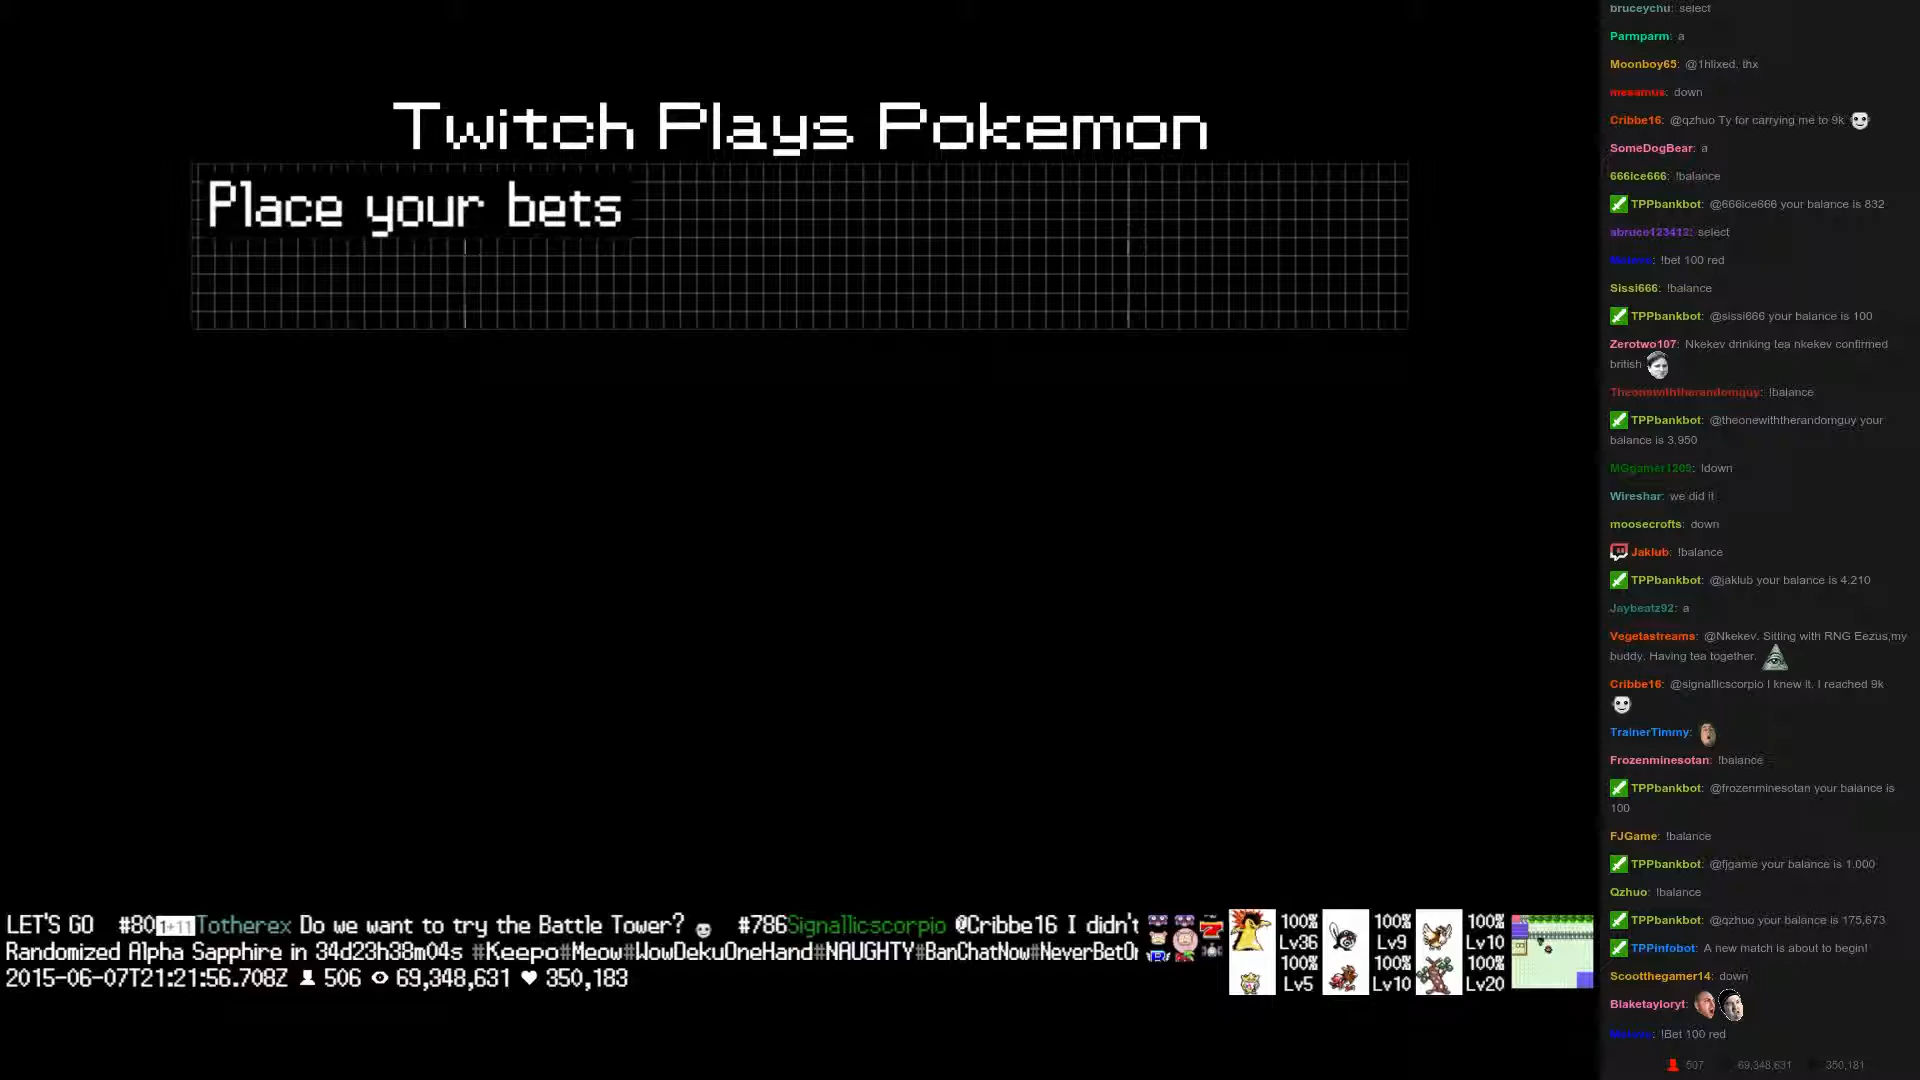 Twitch Plays Pokemon
Place your bets
bruceychu: select
Parmparm: a
Moonboy65: @1hlixed. thx
mesamus: down
Cribbe16: @qzhuo Ty for carrying me to 9k
SomeDogBear: a
666ice666: !balance
TPPbankbot: @666ice666 your balance is 832
abruce123412: select
!bet 100 red
Sissi666: !balance
TPPbankbot: @sissi666 your balance is 100
Zerotwo107: Nkekev drinking tea nkekev confirmed
british
Theonewiththerandomguy: !balance
TPPbankbot: @theonewiththerandomguy your
balance is 3.950
MGgamer1209: !down
Wireshar: we did it
moosecrofts: down
Jaklub: !balance
TPPbankbot: @jaklub your balance is 4.210
Jaybeatz92: a
Vegetastreams: @Nkekev. Sitting with RNG Eezus,my
buddy. Having tea together.
Cribbe16: @signallicscorpio I knew it. I reached 9k
TrainerTimmy:
Frozenminesotan: !balance
TPPbankbot: @frozenminesotan your balance is
100
FJGame: !balance
TPPbankbot: @fjgame your balance is 1.000
Qzhuo: !balance
TPPbankbot: @qzhuo your balance is 175,673
TPPinfobot: A new match is about to begin!
Scootthegamer14: down
Blaketayloryt:
!Bet 100 red
507 69,348,631 350,181
LET'S GO #80 1+11 Totherex Do we want to try the Battle Tower? #786 Signallicscorpio @Cribbe16 I didn't
Randomized Alpha Sapphire in 34d23h38m04s #Keepo#Meow#WowDekuOneHand#NAUGHTY#BanChatNow#NeverBetOr
2015-06-07T21:21:56.708Z 506 69,348,631 350,183
100% 100% 100%
Lv36 Lv9 Lv10
100% 100% 100%
Lv5 Lv10 Lv20